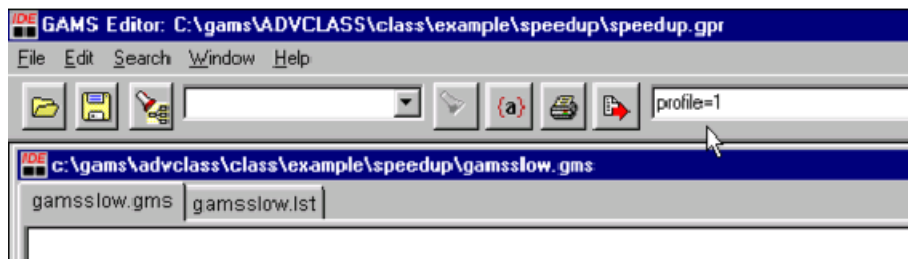 IDE GAMS Editor: C:\gams\ADVCLASS\class\example\speedup\speedup.gpr
File Edit Search Window Help
{a} profile=1
IDE c:\gams\advclass\class\example\speedup\gamsslow.gms
gamsslow.gms gamsslow.lst